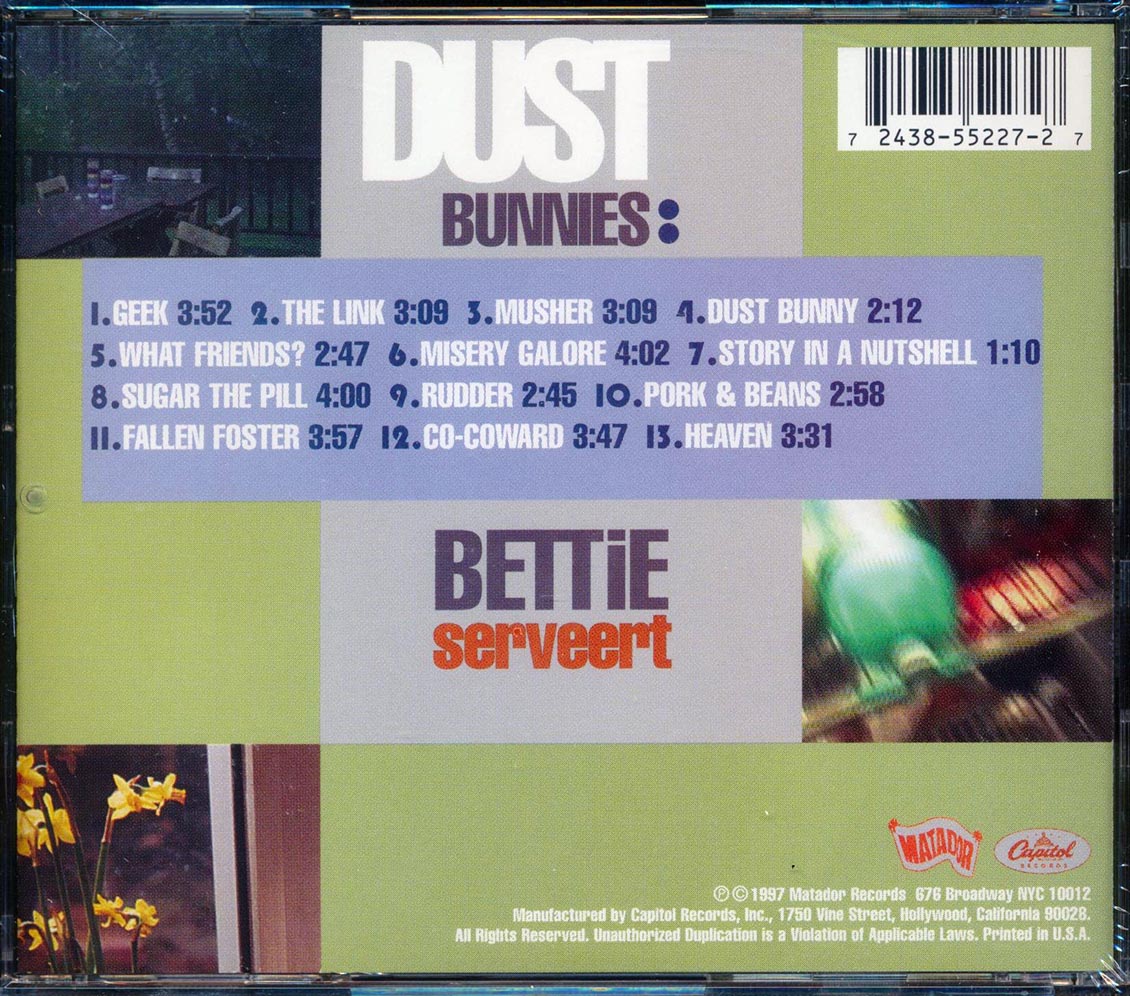 DUST
BUNNIES:
7 2438-55227-2 7
1.GEEK 3:52 2.THE LINK 3:09 3.MUSHER 3:09 4.DUST BUNNY 2:12
5.WHAT FRIENDS? 2:47 6.MISERY GALORE 4:02 7.STORY IN A NUTSHELL 1:10
8.SUGAR THE PILL 4:00 9.RUDDER 2:45 10.PORK & BEANS 2:58
11.FALLEN FOSTER 3:57 12.CO-COWARD 3:47 13.HEAVEN 3:31
BETTiE
serveert
MATADOR
Capitol
RECORDS
℗©1997 Matador Records 676 Broadway NYC 10012
Manufactured by Capitol Records, Inc., 1750 Vine Street, Hollywood, California 90028.
All Rights Reserved. Unauthorized Duplication is a Violation of Applicable Laws. Printed in U.S.A.